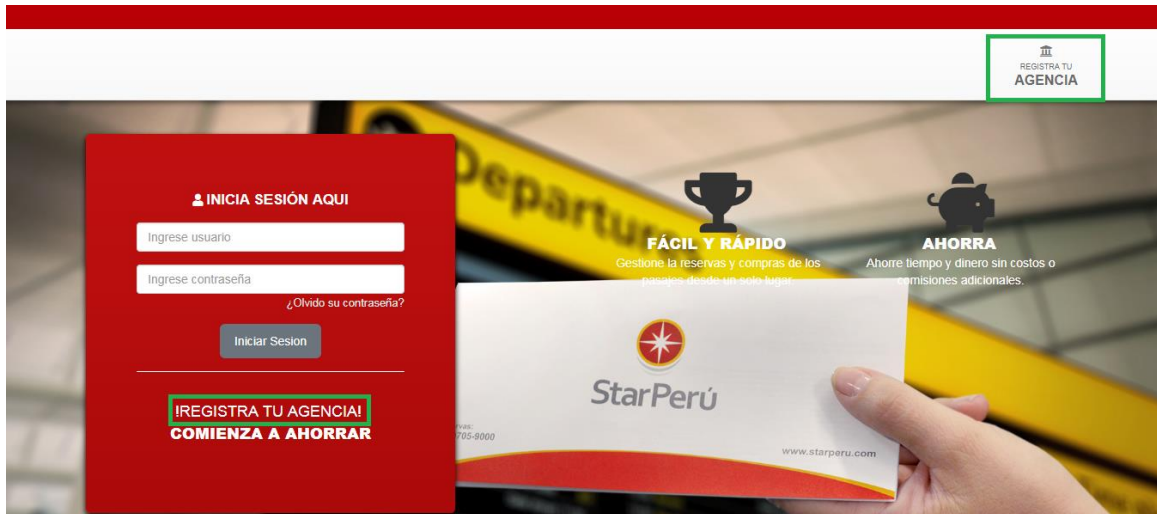 REGISTRA TU
AGENCIA
Departur
INICIA SESIÓN AQUI
Ingrese usuario
Ingrese contraseña
¿Olvido su contraseña?
Iniciar Sesion
!REGISTRA TU AGENCIA!
COMIENZA A AHORRAR
FÁCIL Y RÁPIDO
Gestione la reservas y compras de los
pasajes desde un solo lugar.
AHORRA
Ahorre tiempo y dinero sin costos o
comisiones adicionales.
StarPerú
rvas:
705-9000
www.starperu.com